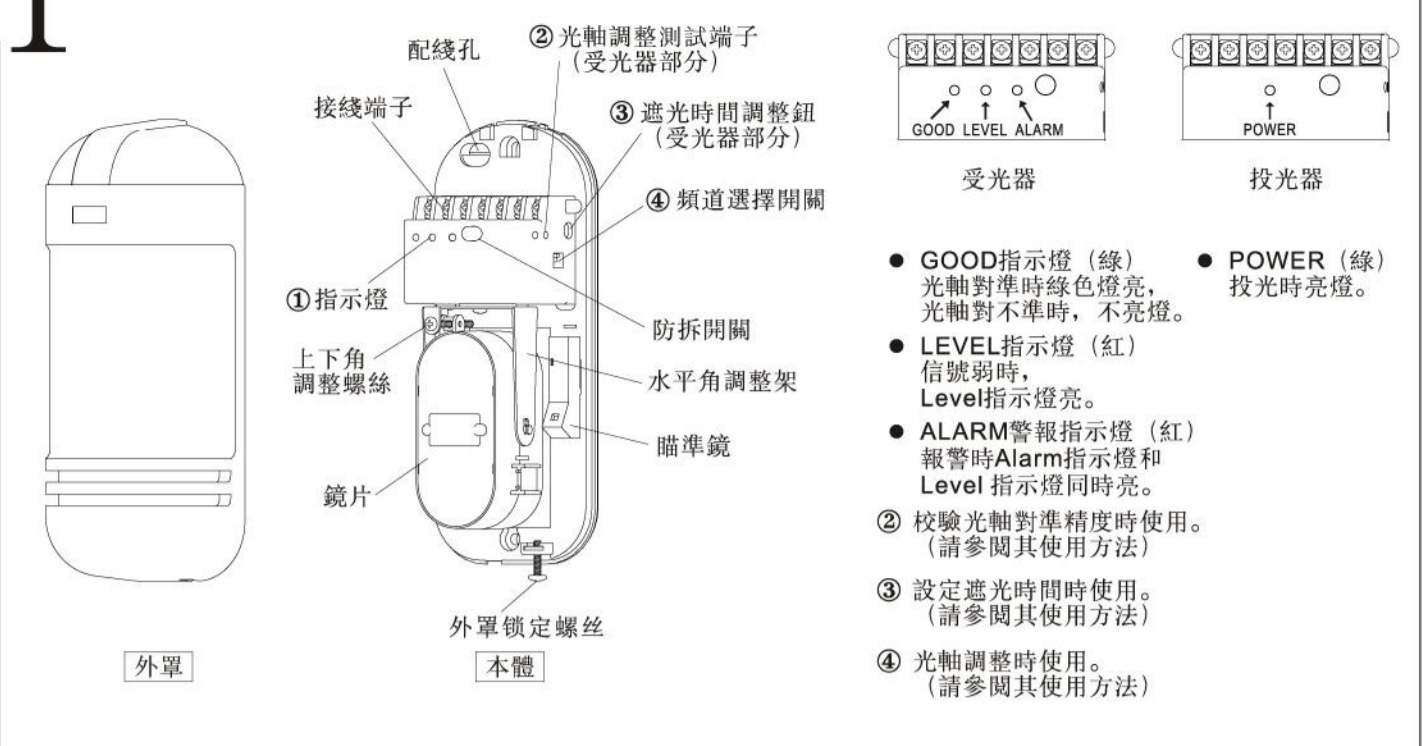 1
配綫孔
②光軸調整測試端子
（受光器部分）
接綫端子
③遮光時間調整鈕
（受光器部分）
④頻道選擇開關
①指示燈
防拆開關
上下角
調整螺絲
水平角調整架
瞄準鏡
鏡片
外罩锁定螺丝
外罩
本體
GOOD LEVEL ALARM
受光器
POWER
投光器
● GOOD指示燈（綠）
光軸對準時綠色燈亮，
光軸對不準時，不亮燈。
● LEVEL指示燈（紅）
信號弱時，
Level指示燈亮。
● ALARM警報指示燈（紅）
報警時Alarm指示燈和
Level 指示燈同時亮。
● POWER（綠）
投光時亮燈。
② 校驗光軸對準精度時使用。
（請參閱其使用方法）
③ 設定遮光時間時使用。
（請參閱其使用方法）
④ 光軸調整時使用。
（請參閱其使用方法）